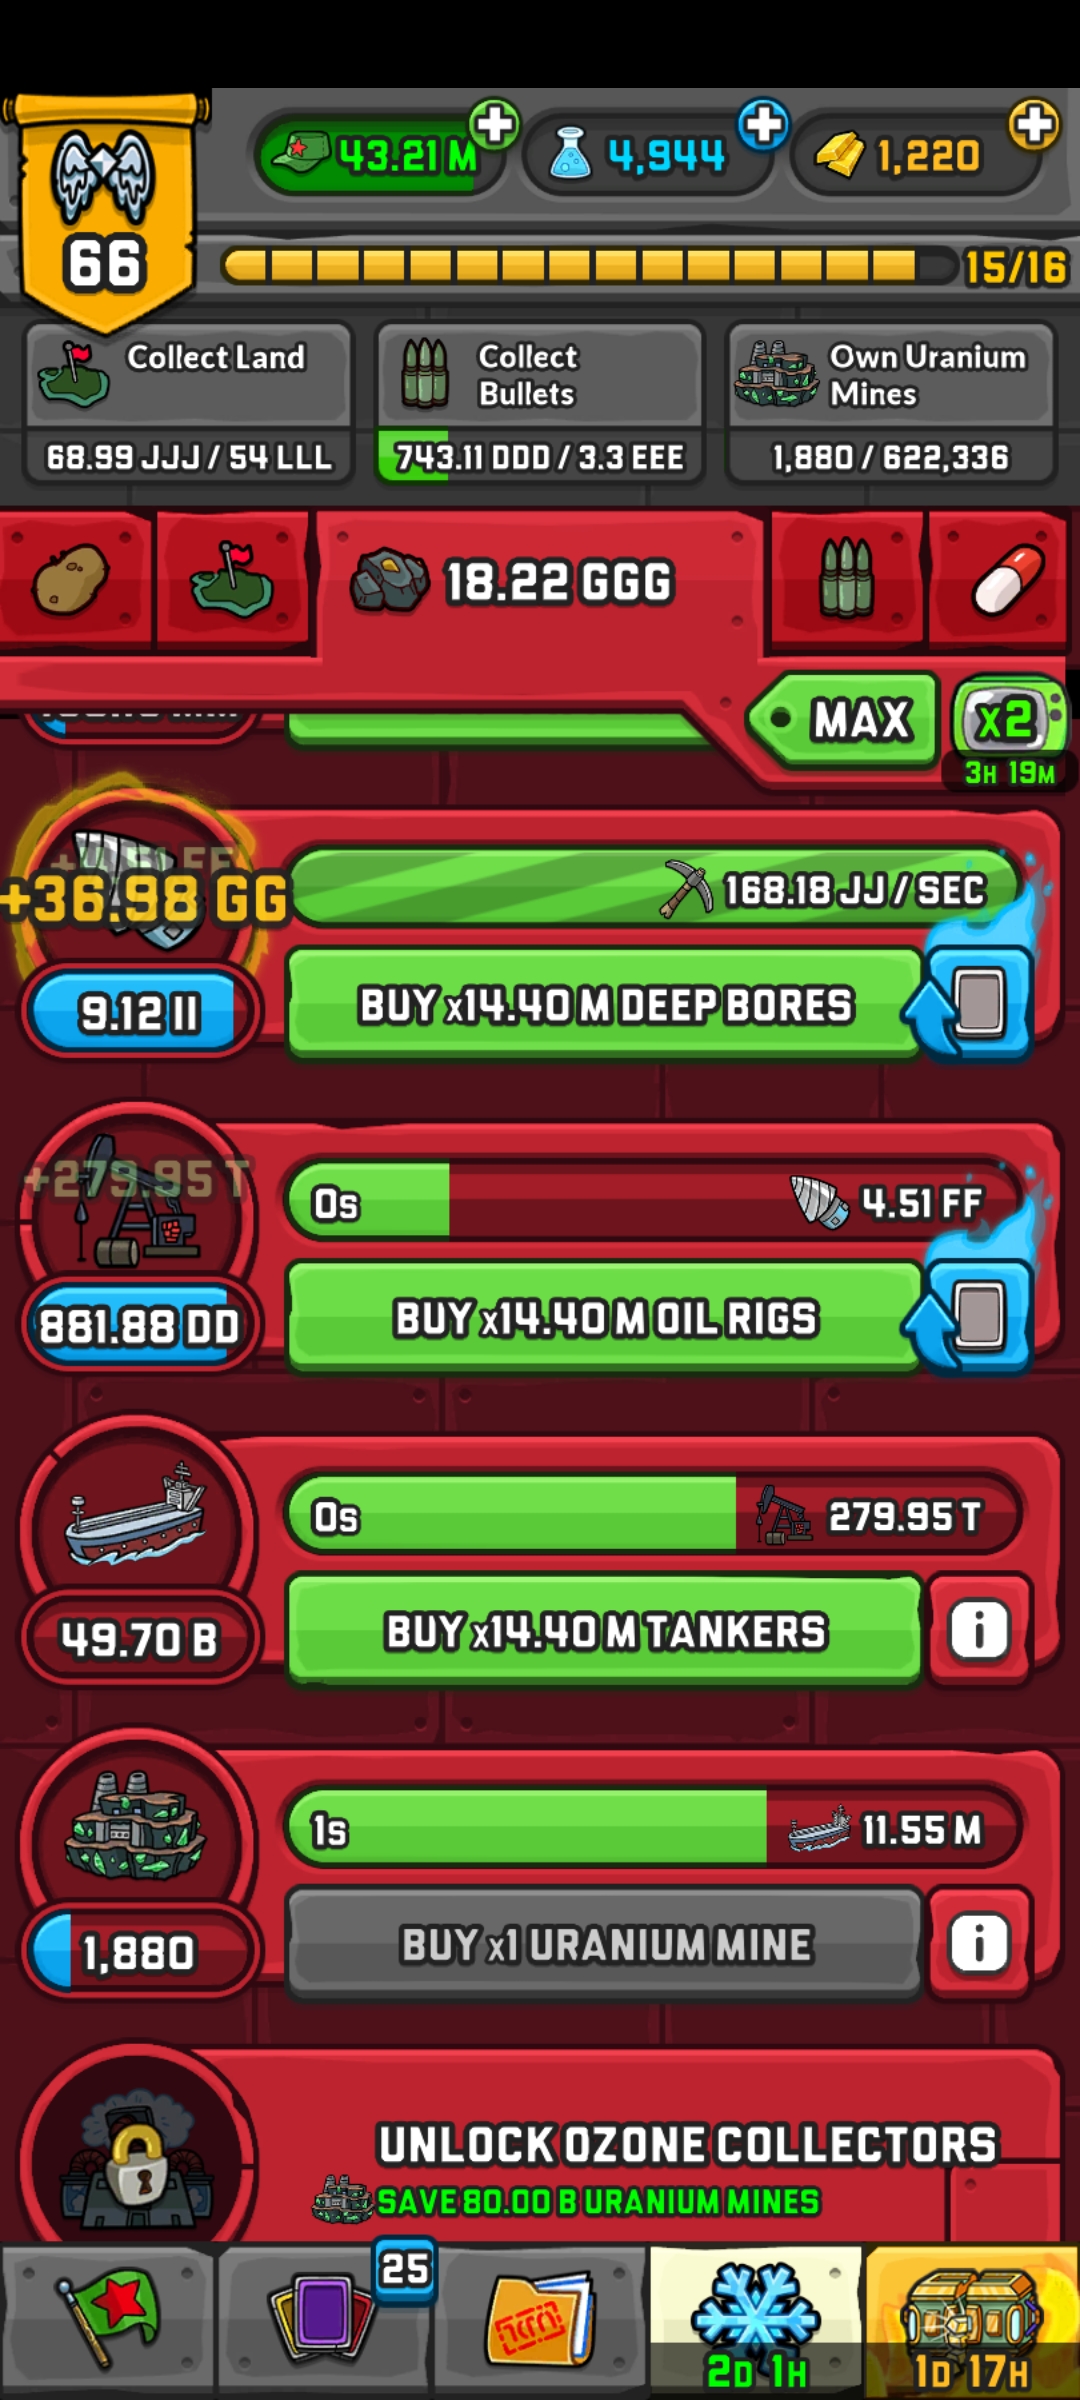 43.21 M
4,944
1,220
66
15/16
Collect Land
68.99 JJJ / 54 LLL
Collect
Bullets
743.11 DDD / 3.3 EEE
Own Uranium
Mines
1,880 / 622,336
18.22 GGG
MAX
x2
3H 19M
+36.98 GG
168.18 JJ / SEC
9.12 II
BUY x14.40 M DEEP BORES
+279.95 T
0s
4.51 FF
881.88 DD
BUY x14.40 M OIL RIGS
0s
279.95 T
49.70 B
BUY x14.40 M TANKERS
i
1s
11.55 M
1,880
BUY x1 URANIUM MINE
i
UNLOCK OZONE COLLECTORS
SAVE 80.00 B URANIUM MINES
25
2D 1H
1D 17H